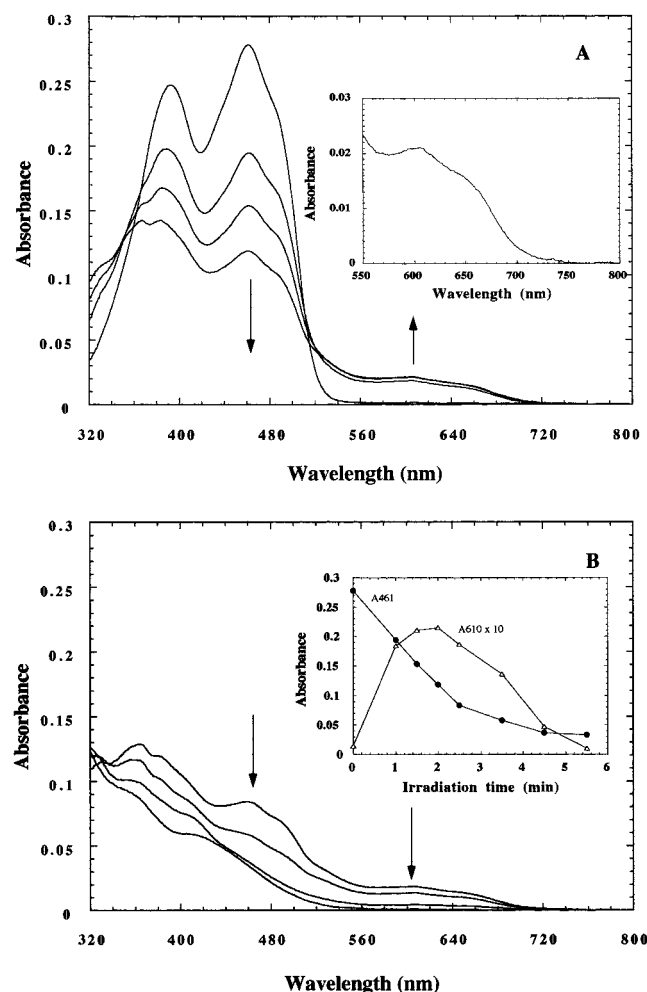 A
0.3
0.25
0.2
0.15
0.1
0.05
0
Absorbance
320 400 480 560 640 720 800
Wavelength (nm)
0.03
0.02
0.01
0
Absorbance
550 600 650 700 750 800
Wavelength (nm)
B
0.3
0.25
0.2
0.15
0.1
0.05
0
Absorbance
320 400 480 560 640 720 800
Wavelength (nm)
0.3
0.25
0.2
0.15
0.1
0.05
0
Absorbance
A461
A610 x 10
0 1 2 3 4 5 6
Irradiation time (min)